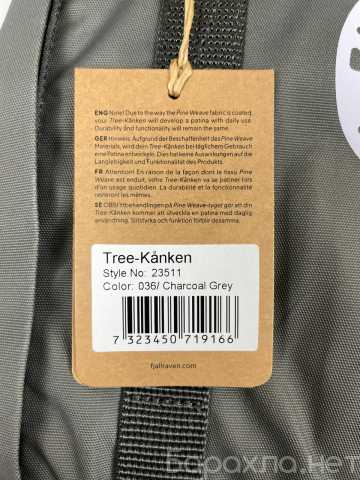 ENG Note! Due to the way the Pine Weave fabric is coated,
your Tree-Kånken will develop a patina with daily use.
Durability and functionality will remain the same.
GER Hinweis: Aufgrund der Beschaffenheit des Pine Weave
Materials, wird dein Tree-Kånken bei täglichem Gebrauch
eine Patina entwickeln. Dies hat keine Auswirkungen auf die
Langlebigkeit und Funktionalität des Produkts.
FR Attention! En raison de la façon dont le tissu Pine
Weave est enduit, votre Tree-Kånken va se patiner lors
d'un usage quotidien. La durabilité et la fonctionnalité
resteront les mêmes.
SE OBS! Ytbehandlingen på Pine Weave-tyget gör att din
Tree-Kånken kommer att utveckla en patina med daglig
användning. Slitstyrka och funktion förblir desamma.
Tree-Kånken
Style No: 23511
Color: 036/ Charcoal Grey
7 323450 719166
fjallraven.com
Барахла.нет